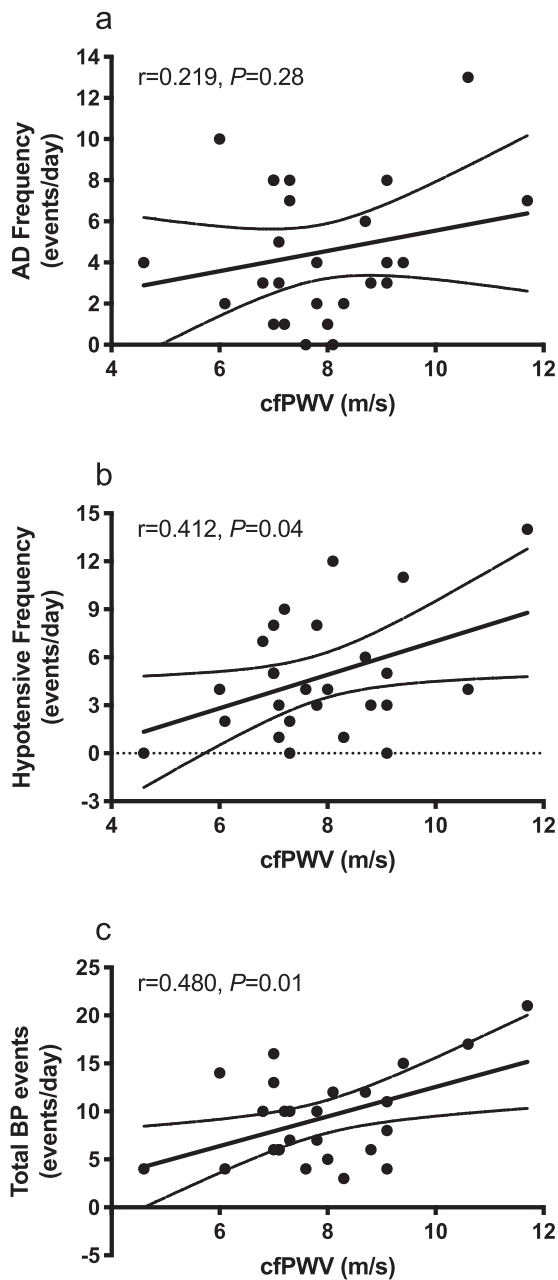 a
r=0.219, P=0.28
AD Frequency
(events/day)
14
12
10
8
6
4
2
0
4 6 8 10 12
cfPWV (m/s)
b
r=0.412, P=0.04
Hypotensive Frequency
(events/day)
15
12
9
6
3
0
-3
4 6 8 10 12
cfPWV (m/s)
c
r=0.480, P=0.01
Total BP events
(events/day)
25
20
15
10
5
0
-5
6 8 10 12
cfPWV (m/s)